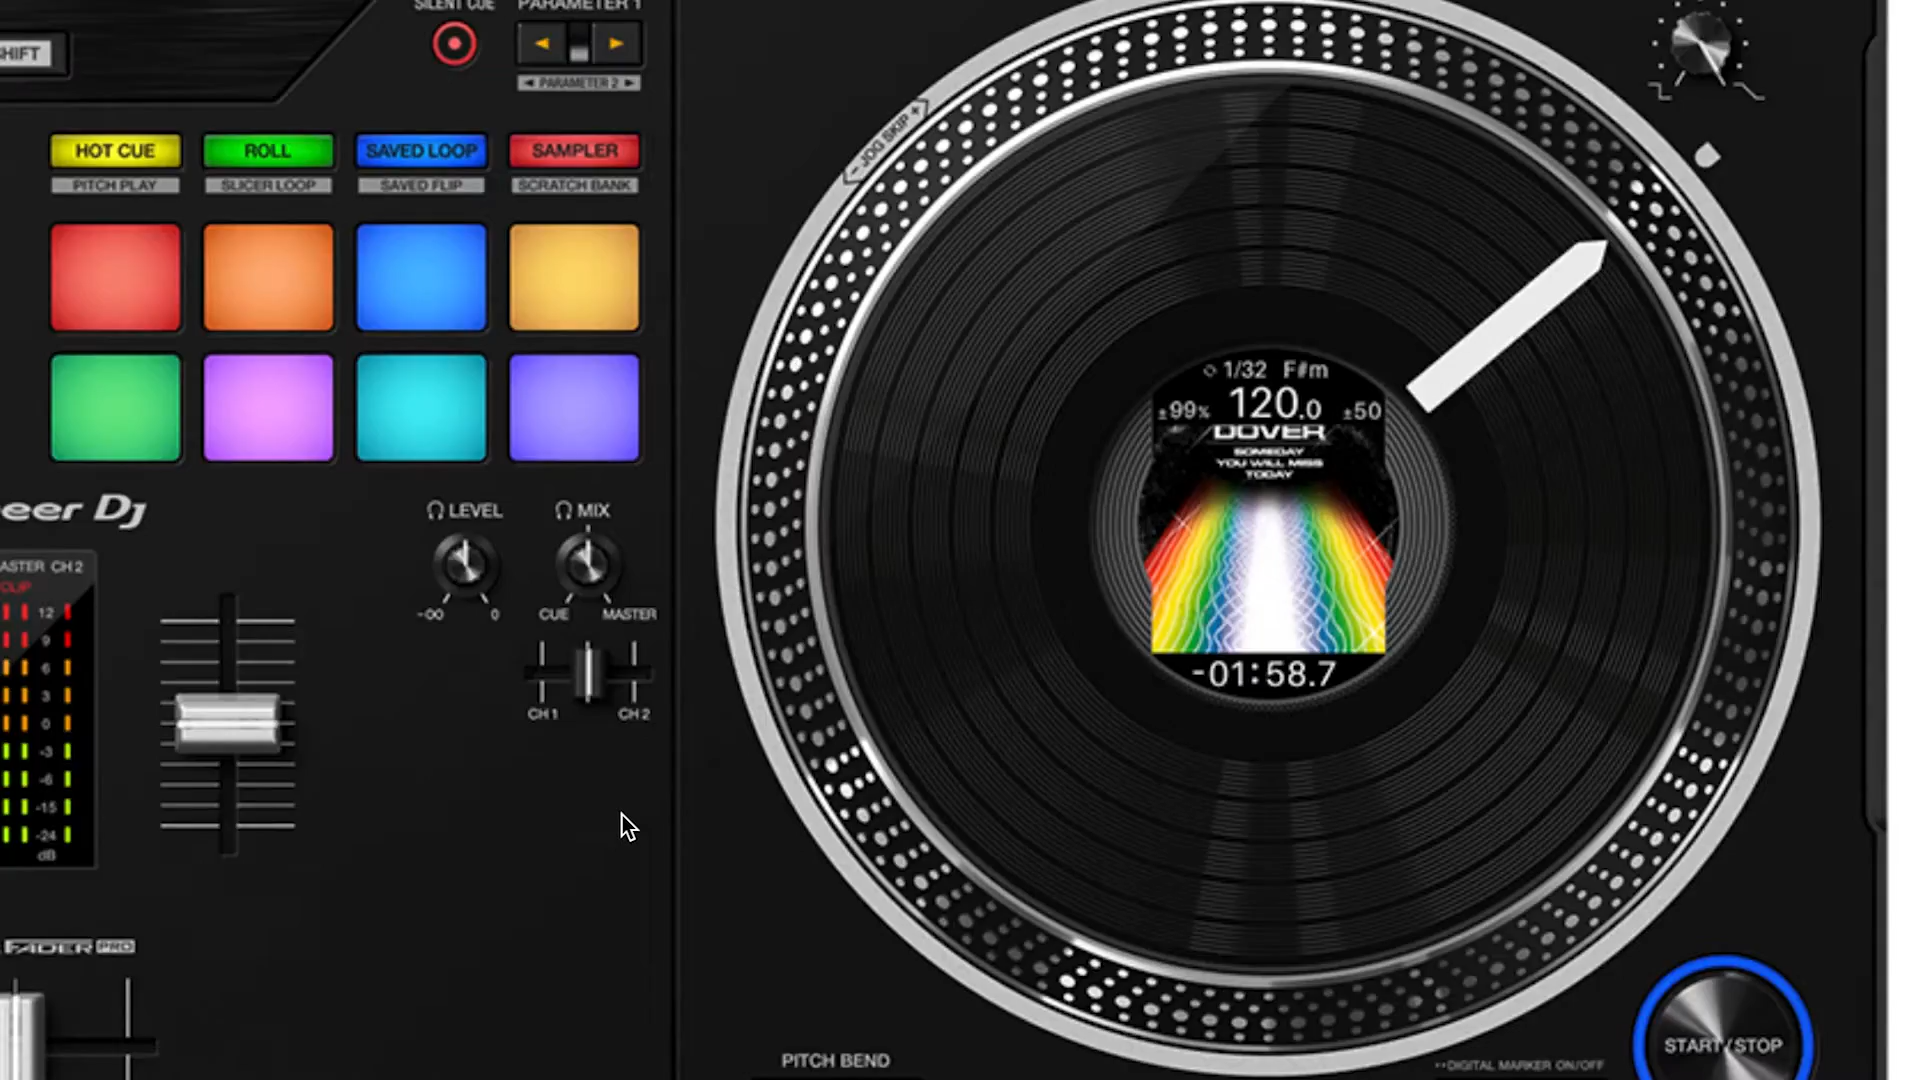 SILENT CUE
PARAMETER 1
SHIFT
◄ PARAMETER 2 ►
HOT CUE
ROLL
SAVED LOOP
SAMPLER
PITCH PLAY
SLICER LOOP
SAVED FLIP
SCRATCH BANK
- JOG SKIP +
1/32 F#m
±99% 120.0 ±50
DOVER
SOMEDAY
YOU WILL MISS
TODAY
-01:58.7
eer Dj
LEVEL
MIX
-∞
0
CUE
MASTER
CH 1
CH 2
ASTER CH 2
CLIP
12
9
6
3
0
-3
-6
-15
-24
dB
FADER PRO
PITCH BEND
DIGITAL MARKER ON/OFF
START/STOP